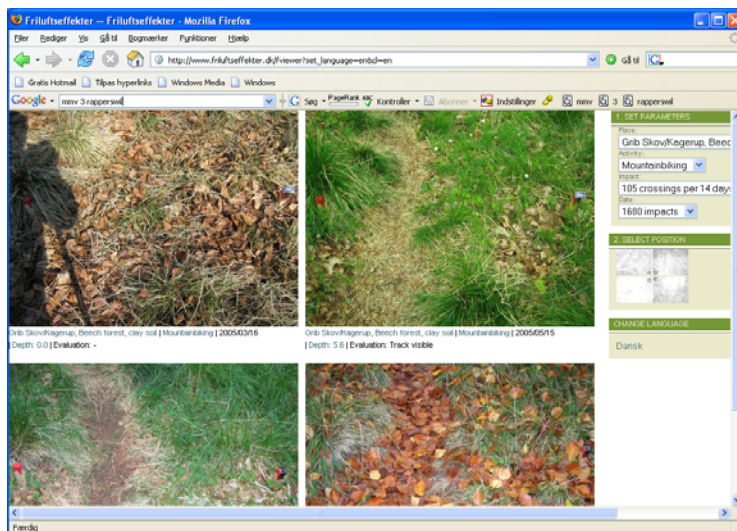 Friluftseffekter — Friluftseffekter - Mozilla Firefox
Filer Rediger Vis Gå til Bogmærker Funktioner Hjælp
http://www.friluftseffekter.dk/fviewer?set_language=en&cl=en
Gå til
Gratis Hotmail Tilpas hyperlinks Windows Media Windows
Google mmv 3 rapperswil Søg PageRank ABC Kontroller Abonner Indstillinger mmv 3 rapperswil
1. SET PARAMETERS
Place:
Grib Skov/Kagerup, Beec
Activity:
Mountainbiking
Impact:
105 crossings per 14 days
Date:
1680 impacts
2. SELECT POSITION
CHANGE LANGUAGE
Dansk
Grib Skov/Kagerup, Beech forest, clay soil | Mountainbiking | 2005/03/16
| Depth: 0.0 | Evaluation: -
Grib Skov/Kagerup, Beech forest, clay soil | Mountainbiking | 2005/05/15
| Depth: 5.6 | Evaluation: Track visible
Færdig